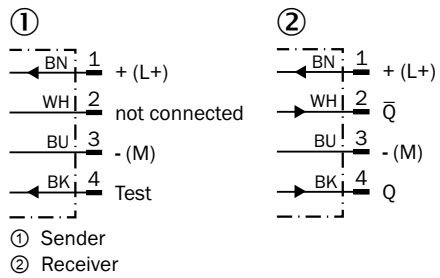 ① ②
BN 1 + (L+)
WH 2 not connected
BU 3 - (M)
BK 4 Test
BN 1 + (L+)
WH 2 Q̅
BU 3 - (M)
BK 4 Q
① Sender
② Receiver